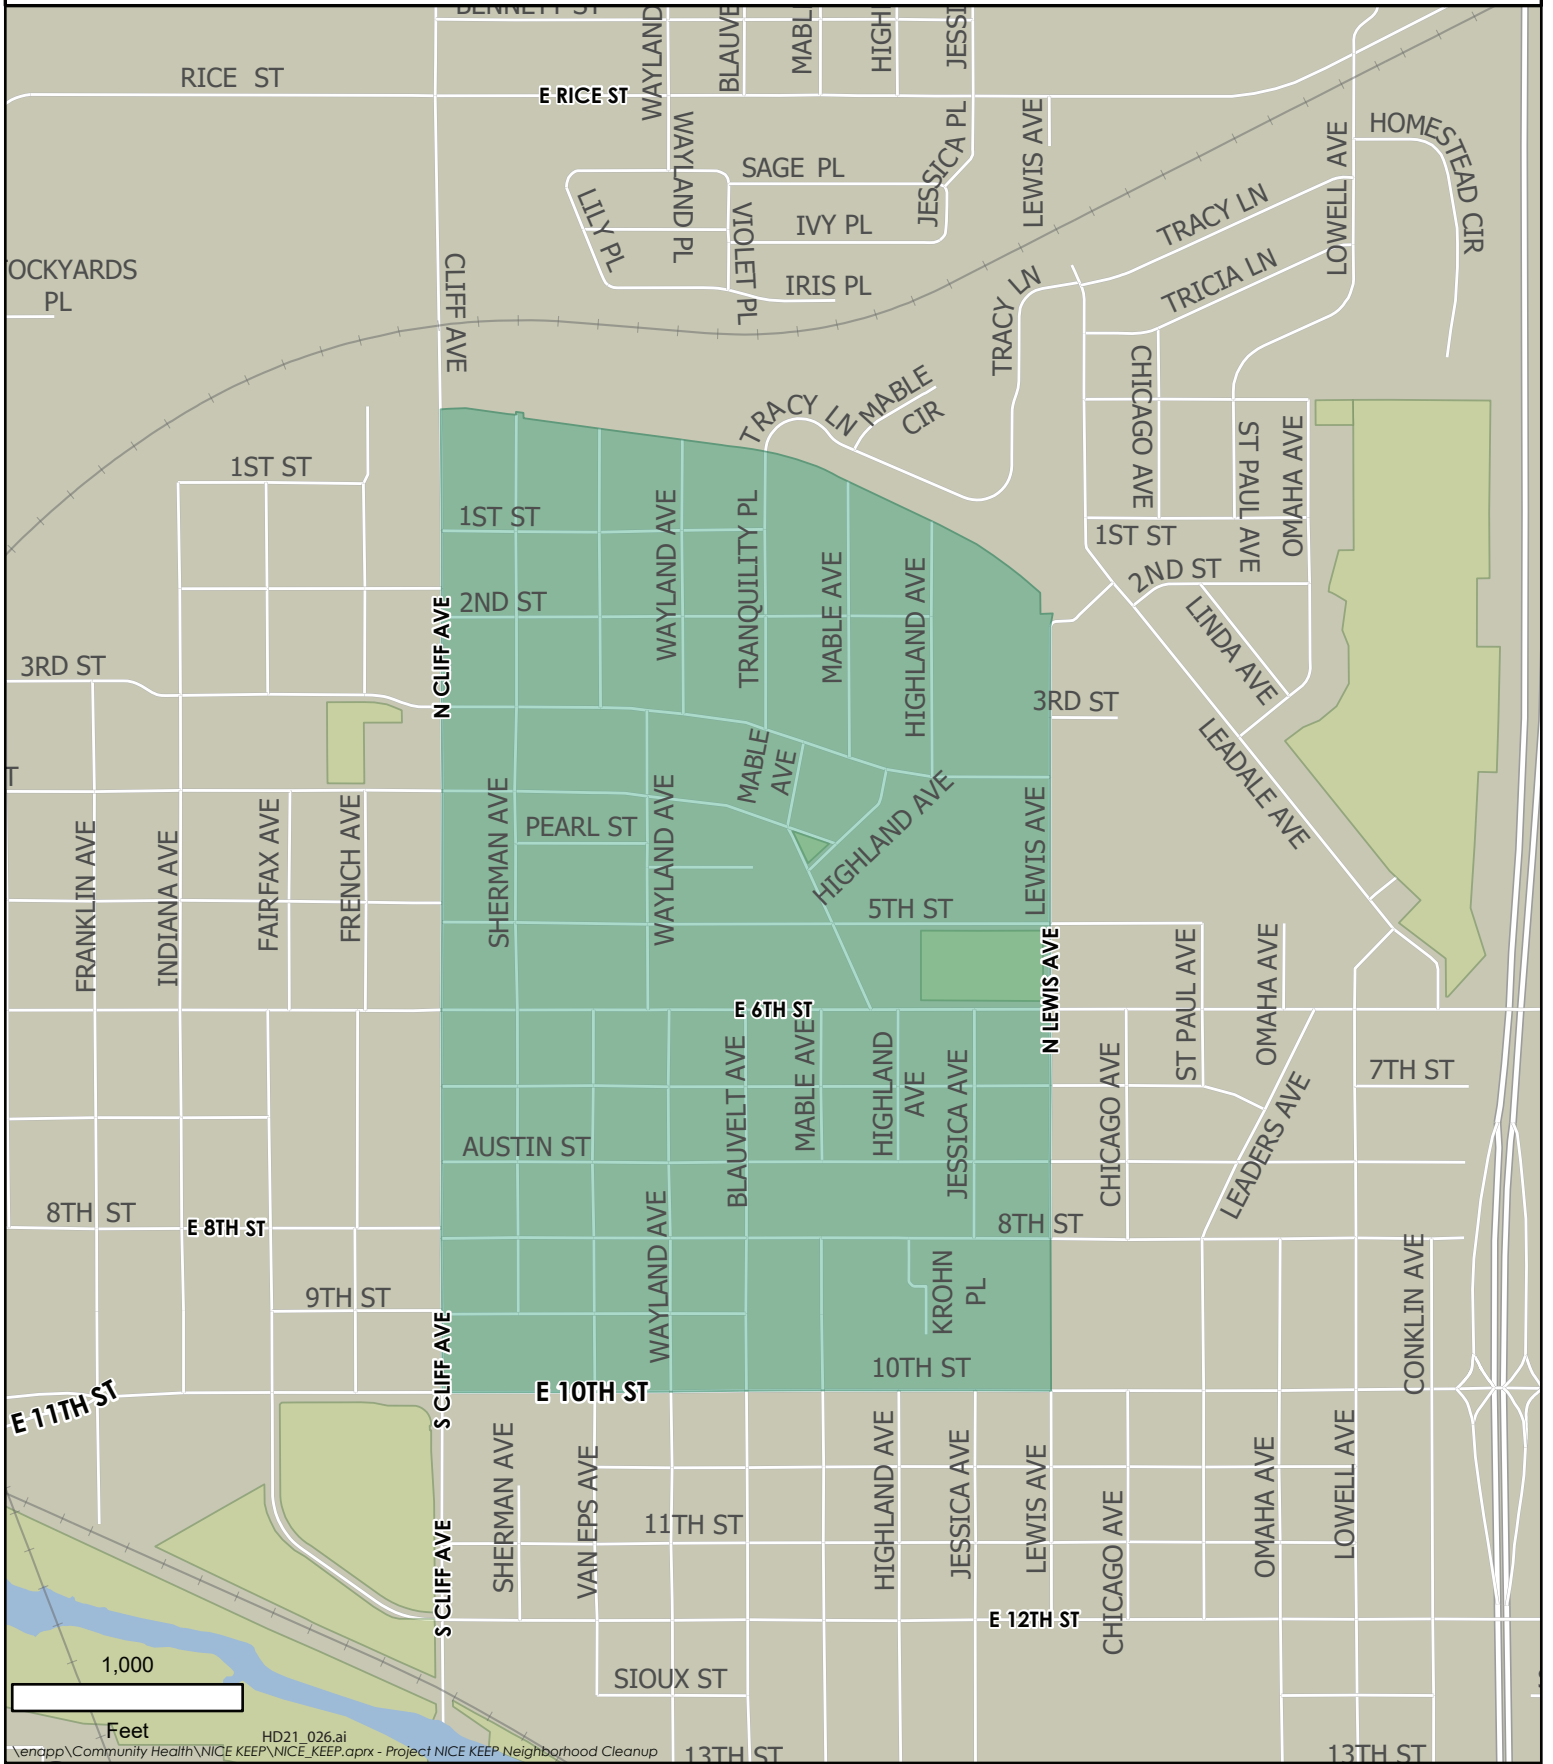 BENNETT ST
WAYLAND
BLAUVE
MABL
HIGH
JESSI
RICE ST
E RICE ST
WAYLAND PL
SAGE PL
JESSICA PL
LEWIS AVE
LOWELL AVE
HOMESTEAD CIR
LILY PL
VIOLET PL
IVY PL
TRACY LN
TRICIA LN
OCKYARDS
PL
CLIFF AVE
IRIS PL
TRACY LN
CHICAGO AVE
TRACY LN
MABLE
CIR
ST PAUL AVE
OMAHA AVE
1ST ST
1ST ST
WAYLAND AVE
TRANQUILITY PL
MABLE AVE
HIGHLAND AVE
1ST ST
2ND ST
N CLIFF AVE
2ND ST
LINDA AVE
3RD ST
3RD ST
LEADALE AVE
T
MABLE
AVE
FRANKLIN AVE
INDIANA AVE
FAIRFAX AVE
FRENCH AVE
SHERMAN AVE
PEARL ST
WAYLAND AVE
HIGHLAND AVE
LEWIS AVE
5TH ST
N LEWIS AVE
ST PAUL AVE
OMAHA AVE
E 6TH ST
BLAUVELT AVE
MABLE AVE
HIGHLAND
AVE
JESSICA AVE
CHICAGO AVE
7TH ST
LEADERS AVE
AUSTIN ST
8TH ST
E 8TH ST
WAYLAND AVE
8TH ST
KROHN
PL
CONKLIN AVE
9TH ST
S CLIFF AVE
10TH ST
E 11TH ST
E 10TH ST
SHERMAN AVE
VAN EPS AVE
HIGHLAND AVE
JESSICA AVE
LEWIS AVE
CHICAGO AVE
OMAHA AVE
LOWELL AVE
11TH ST
S CLIFF AVE
E 12TH ST
1,000
SIOUX ST
Feet
HD21_026.ai
\enapp\Community Health\NICE KEEP\NICE_KEEP.aprx - Project NICE KEEP Neighborhood Cleanup
13TH ST
13TH ST